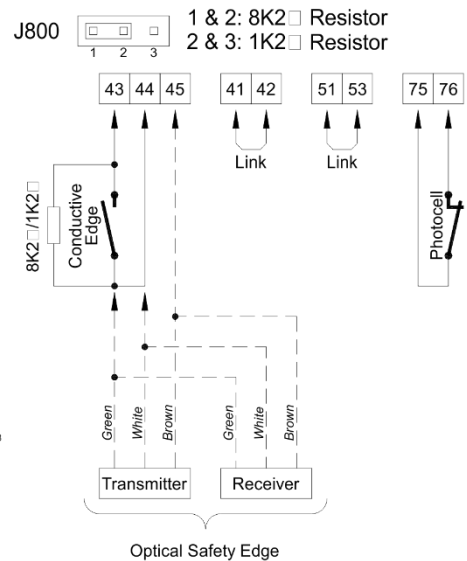 J800
1 2 3
1 & 2: 8K2□ Resistor
2 & 3: 1K2□ Resistor
43 44 45
41 42
51 53
75 76
Link
Link
8K2□/1K2□
Conductive
Edge
Photocell
Green
White
Brown
Green
White
Brown
Transmitter
Receiver
Optical Safety Edge